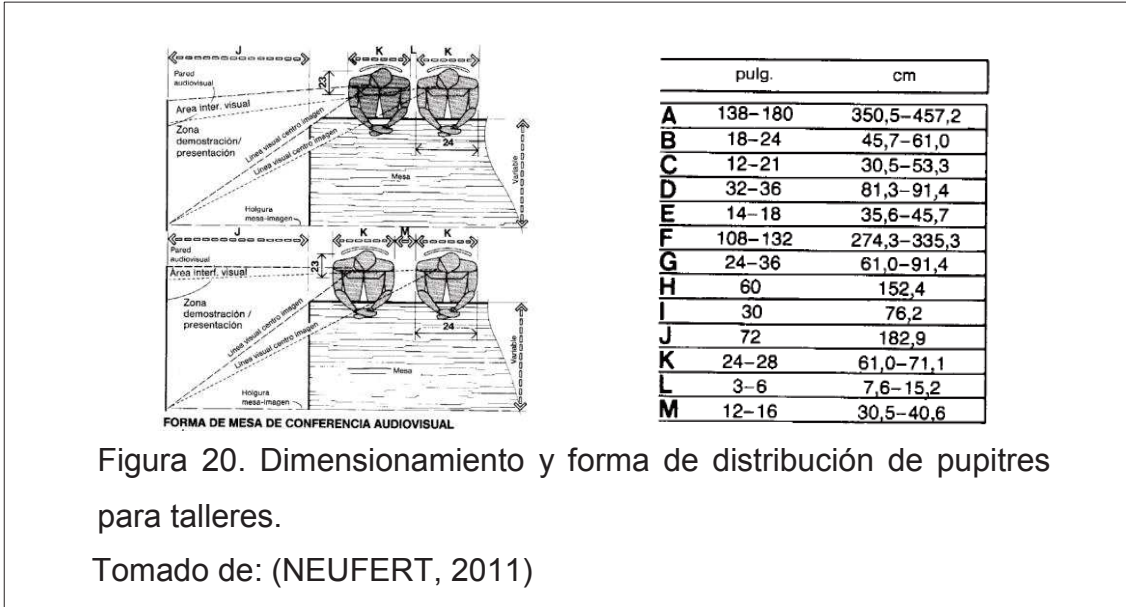 J
K
L
K
Pared
audiovisual
23
Area inter. visual
Zona
demostración/
presentación
Línea visual centro imagen
Línea visual centro imagen
24
Mesa
Variable
Holgura
mesa-imagen
J
K
M
K
Pared
audiovisual
23
Area interf. visual
Zona
demostración /
presentación
Línea visual centro imagen
Línea visual centro imagen
24
Mesa
Variable
Holgura
mesa-imagen
FORMA DE MESA DE CONFERENCIA AUDIOVISUAL
pulg. cm
A 138–180 350,5–457,2
B 18–24 45,7–61,0
C 12–21 30,5–53,3
D 32–36 81,3–91,4
E 14–18 35,6–45,7
F 108–132 274,3–335,3
G 24–36 61,0–91,4
H 60 152,4
I 30 76,2
J 72 182,9
K 24–28 61,0–71,1
L 3–6 7,6–15,2
M 12–16 30,5–40,6
Figura 20. Dimensionamiento y forma de distribución de pupitres
para talleres.
Tomado de: (NEUFERT, 2011)